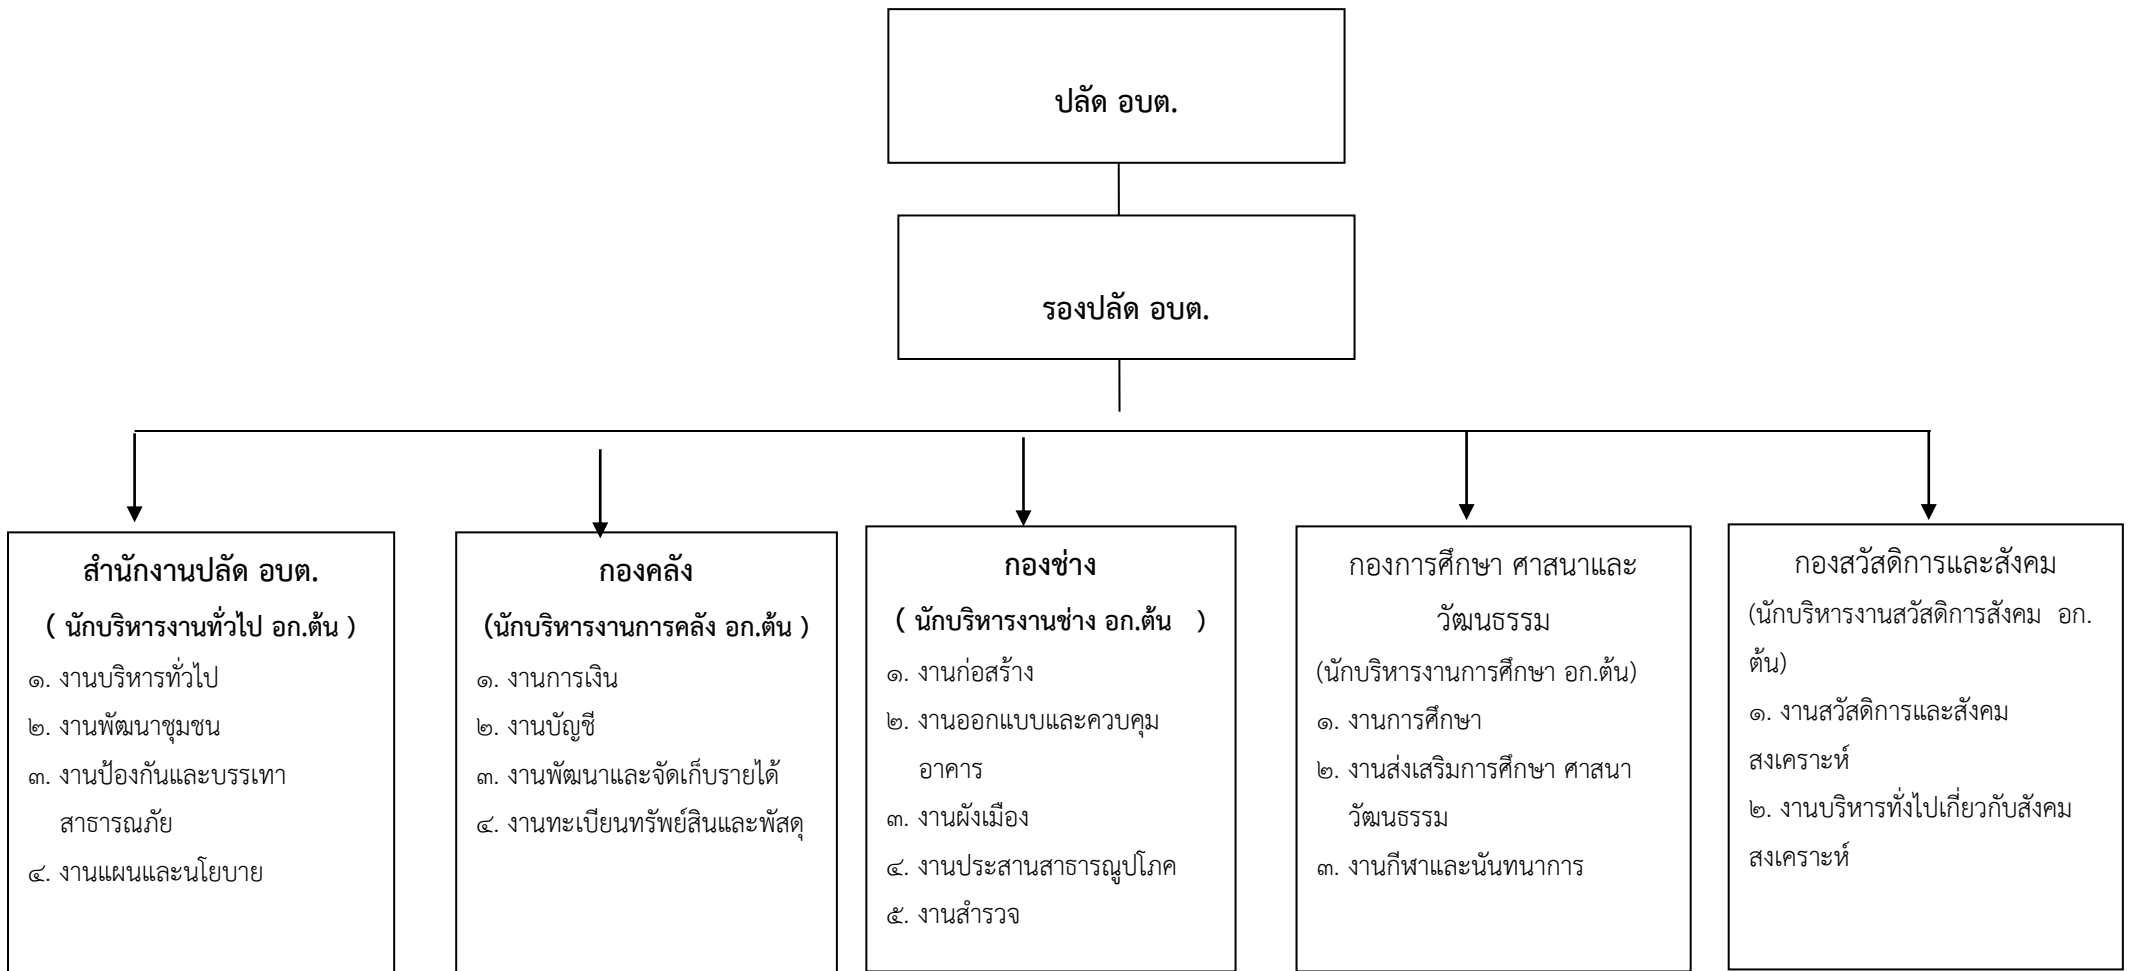 ปลัด อบต.
รองปลัด อบต.
สำนักงานปลัด อบต.
( นักบริหารงานทั่วไป อก.ต้น )
๑. งานบริหารทั่วไป
๒. งานพัฒนาชุมชน
๓. งานป้องกันและบรรเทา
สาธารณภัย
๔. งานแผนและนโยบาย
กองคลัง
(นักบริหารงานการคลัง อก.ต้น )
๑. งานการเงิน
๒. งานบัญชี
๓. งานพัฒนาและจัดเก็บรายได้
๔. งานทะเบียนทรัพย์สินและพัสดุ
กองช่าง
( นักบริหารงานช่าง อก.ต้น )
๑. งานก่อสร้าง
๒. งานออกแบบและควบคุม
อาคาร
๓. งานผังเมือง
๔. งานประสานสาธารณูปโภค
๕. งานสำรวจ
กองการศึกษา ศาสนาและ
วัฒนธรรม
(นักบริหารงานการศึกษา อก.ต้น)
๑. งานการศึกษา
๒. งานส่งเสริมการศึกษา ศาสนา
วัฒนธรรม
๓. งานกีฬาและนันทนาการ
กองสวัสดิการและสังคม
(นักบริหารงานสวัสดิการสังคม อก.
ต้น)
๑. งานสวัสดิการและสังคม
สงเคราะห์
๒. งานบริหารทั่งไปเกี่ยวกับสังคม
สงเคราะห์